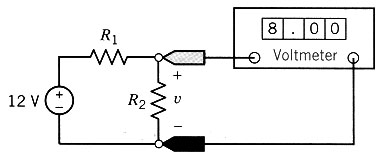 8.00
Voltmeter
R1
+
12 V
+
−
R2
v
−